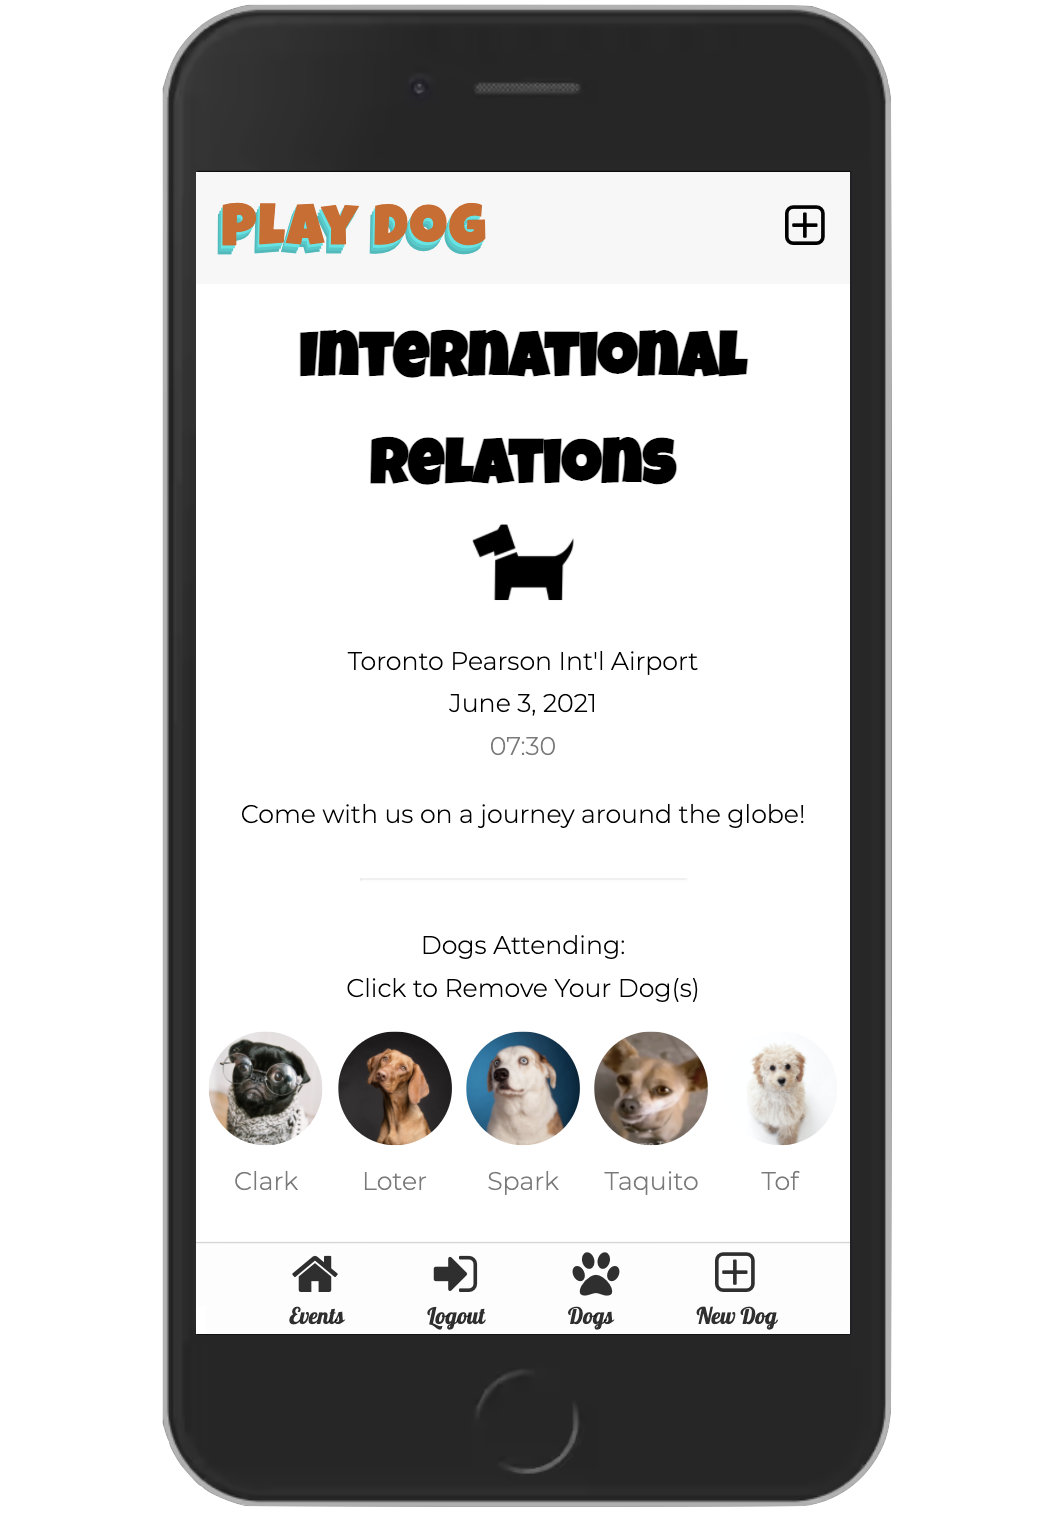 PLAY DOG
International
Relations
Toronto Pearson Int'l Airport
June 3, 2021
07:30
Come with us on a journey around the globe!
Dogs Attending:
Click to Remove Your Dog(s)
Clark Loter Spark Taquito Tof
Events Logout Dogs New Dog